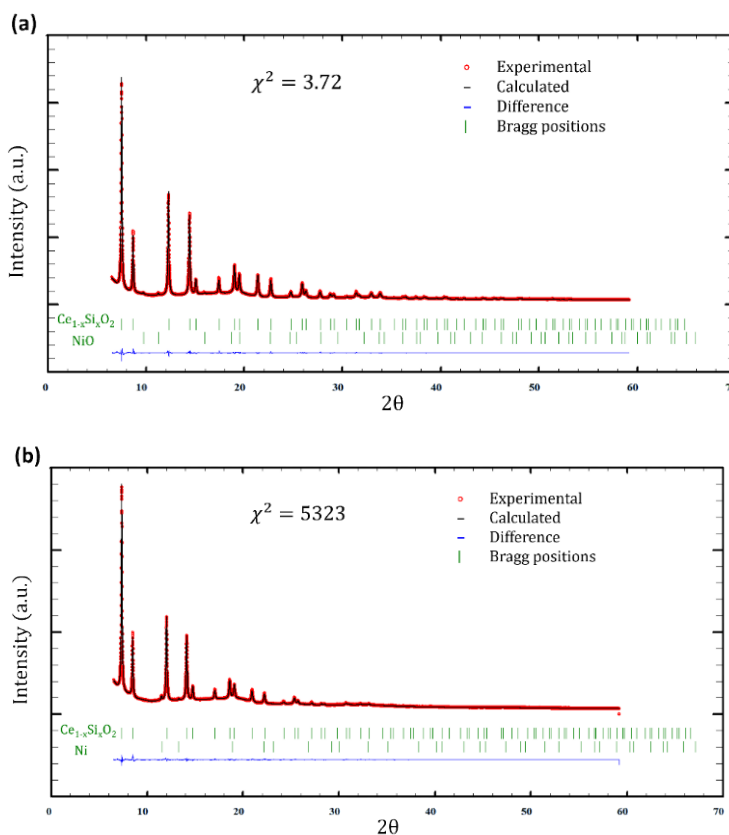 (a)
χ² = 3.72
Experimental
Calculated
Difference
Bragg positions
Intensity (a.u.)
Ce₁₋ₓSiₓO₂
NiO
0 10 20 30 40 50 60 70
2θ
(b)
χ² = 5323
Experimental
Calculated
Difference
Bragg positions
Intensity (a.u.)
Ce₁₋ₓSiₓO₂
Ni
0 10 20 30 40 50 60 70
2θ